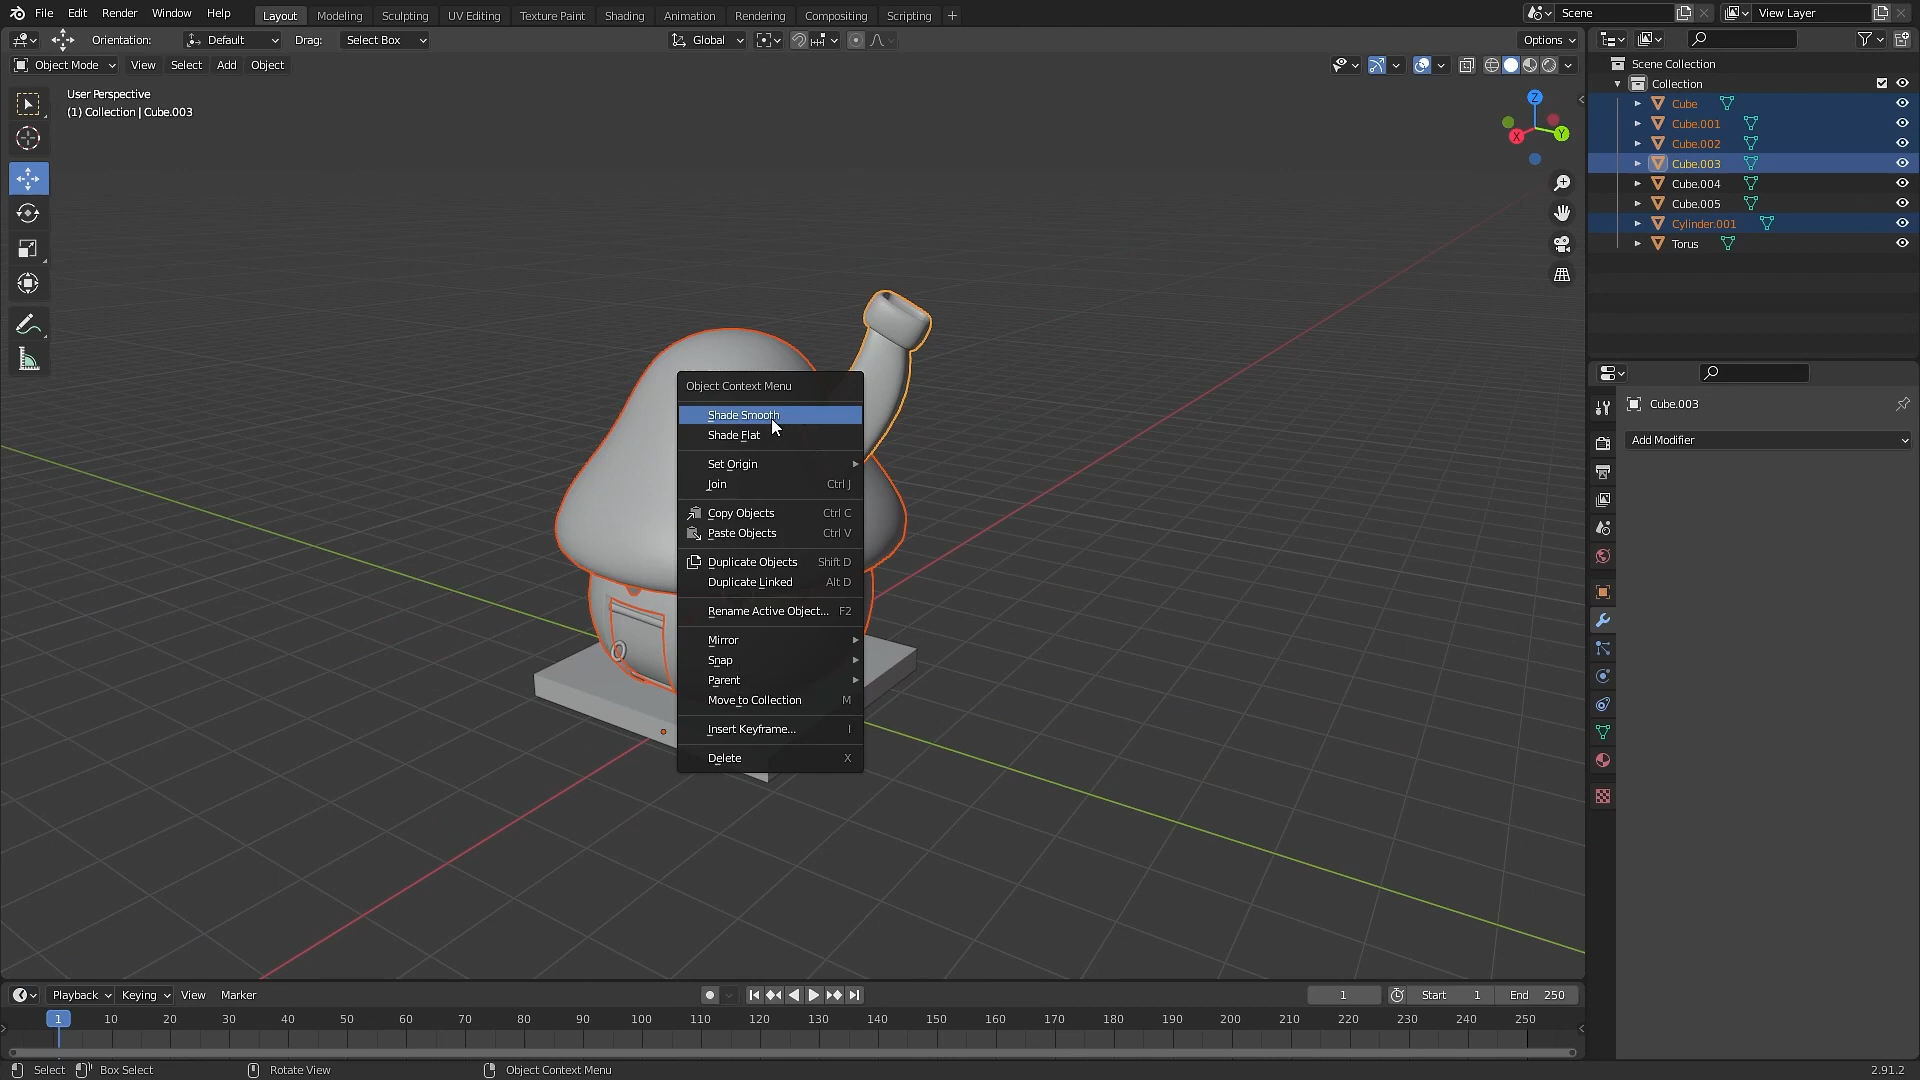 File Edit Render Window Help Layout Modeling Sculpting UV Editing Texture Paint Shading Animation Rendering Compositing Scripting + Scene View Layer
Orientation: Default Drag: Select Box Global Options
Object Mode View Select Add Object
User Perspective
(1) Collection | Cube.003
Z
X
Y
Scene Collection
Collection
Cube
Cube.001
Cube.002
Cube.003
Cube.004
Cube.005
Cylinder.001
Torus
Cube.003
Add Modifier
Object Context Menu
Shade Smooth
Shade Flat
Set Origin
Join Ctrl J
Copy Objects Ctrl C
Paste Objects Ctrl V
Duplicate Objects Shift D
Duplicate Linked Alt D
Rename Active Object... F2
Mirror
Snap
Parent
Move to Collection M
Insert Keyframe... I
Delete X
Playback Keying View Marker 1 Start 1 End 250
1 10 20 30 40 50 60 70 80 90 100 110 120 130 140 150 160 170 180 190 200 210 220 230 240 250
Select Box Select Rotate View Object Context Menu 2.91.2